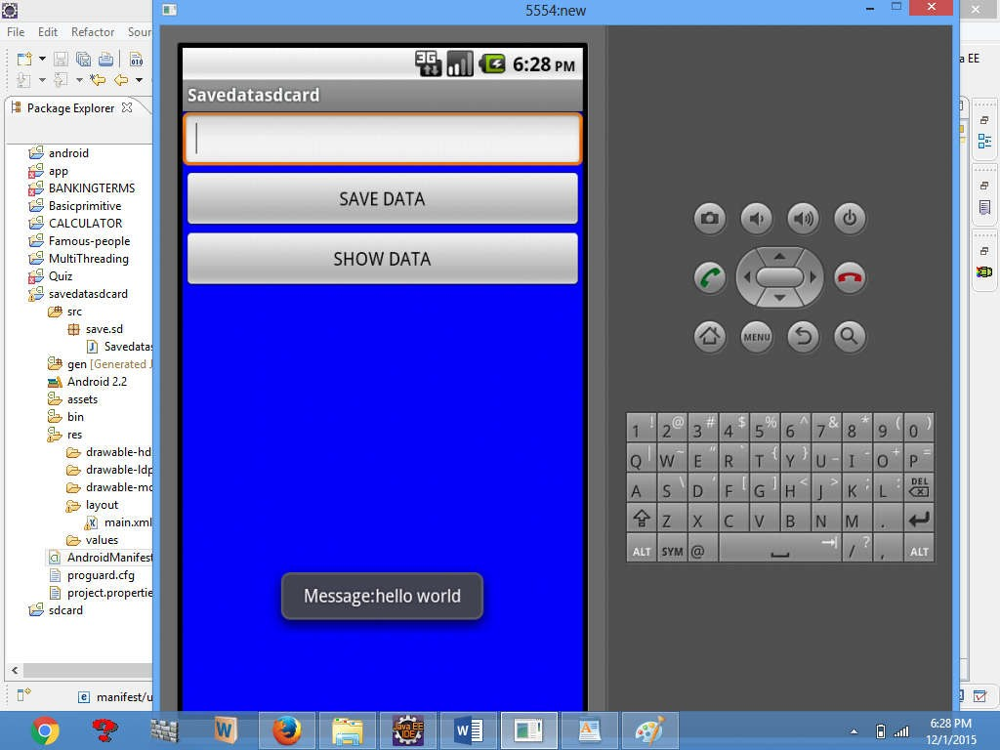 5554:new
File Edit Refactor Sour
a EE
Package Explorer
android
app
BANKINGTERMS
Basicprimitive
CALCULATOR
Famous-people
MultiThreading
Quiz
savedatasdcard
src
save.sd
Savedatas
gen [Generated J
Android 2.2
assets
bin
res
drawable-hd
drawable-ldp
drawable-md
layout
main.xml
values
AndroidManifest
proguard.cfg
project.propertie
sdcard
manifest/u
3G 6:28 PM
Savedatasdcard
SAVE DATA
SHOW DATA
Message:hello world
MENU
1 ! 2 @ 3 # 4 $ 5 % 6 ^ 7 & 8 * 9 ( 0 )
Q | W ~ E " R ` T { Y } U _ I - O + P =
A S \ D ' F [ G ] H < J > K ; L : DEL
Z X C V B N M .
ALT SYM @ / ? , ALT
Java EE
IDE
6:28 PM
12/1/2015